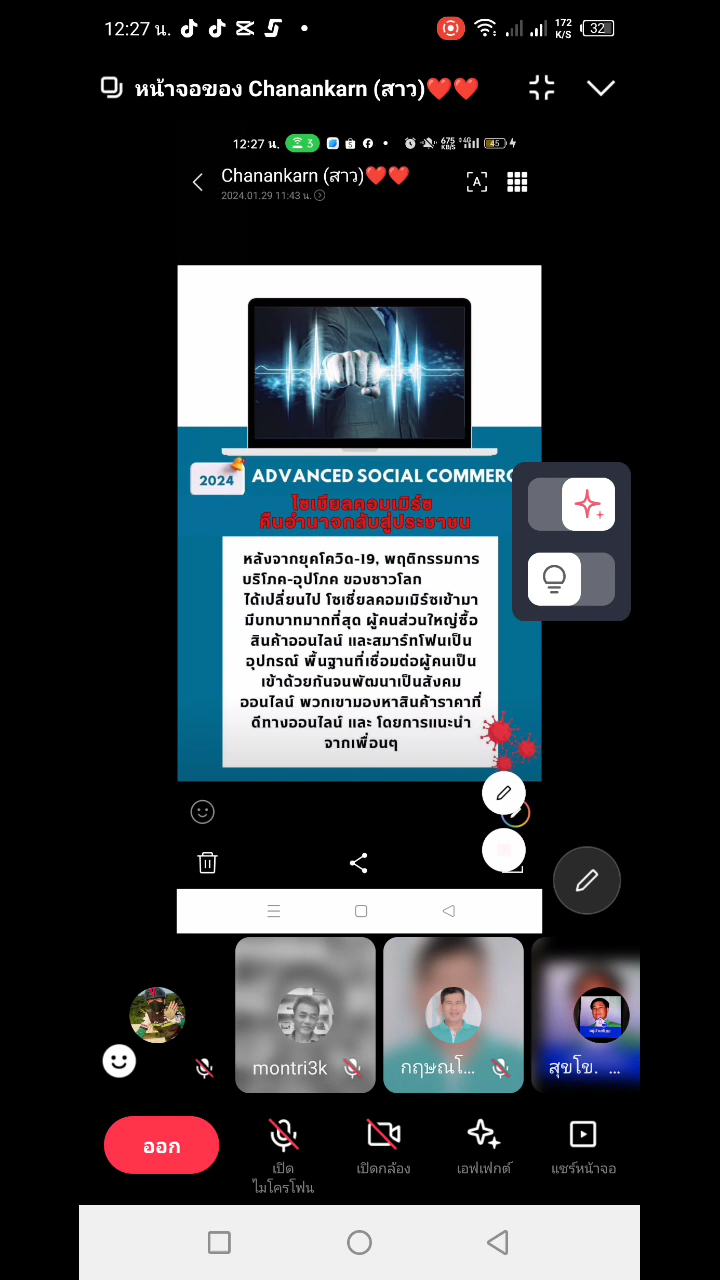 12:27 น.
172
K/S
32
หน้าจอของ Chanankarn (สาว)❤️❤️
12:27 น.
3
675
KB/S
4G
45
Chanankarn (สาว)❤️❤️
2024.01.29 11:43 น.
A
2024
ADVANCED SOCIAL COMMERC
โซเชียลคอมเมิร์ซ
คืนอำนาจกลับสู่ประชาชน
หลังจากยุคโควิด-19, พฤติกรรมการ
บริโภค-อุปโภค ของชาวโลก
ได้เปลี่ยนไป โซเชี่ยลคอมเมิร์ซเข้ามา
มีบทบาทมากที่สุด ผู้คนส่วนใหญ่ซื้อ
สินค้าออนไลน์ และสมาร์ทโฟนเป็น
อุปกรณ์ พื้นฐานที่เชื่อมต่อผู้คนเป็น
เข้าด้วยกันจนพัฒนาเป็นสังคม
ออนไลน์ พวกเขามองหาสินค้าราคาที่
ดีทางออนไลน์ และ โดยการแนะนำ
จากเพื่อนๆ
montri3k
กฤษณโ...
สุขโข. ...
ออก
เปิด
ไมโครโฟน
เปิดกล้อง
เอฟเฟกต์
แชร์หน้าจอ